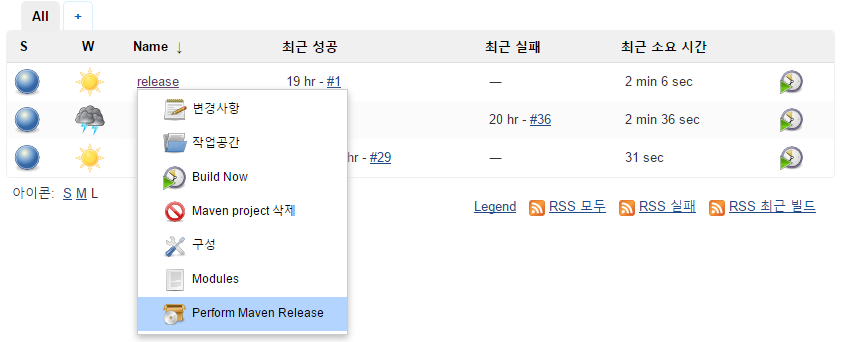 All +
S W Name ↓ 최근 성공 최근 실패 최근 소요 시간
release 19 hr - #1 — 2 min 6 sec
변경사항
20 hr - #36 2 min 36 sec
작업공간
hr - #29 — 31 sec
Build Now
아이콘: S M L
Legend RSS 모두 RSS 실패 RSS 최근 빌드
Maven project 삭제
구성
Modules
Perform Maven Release